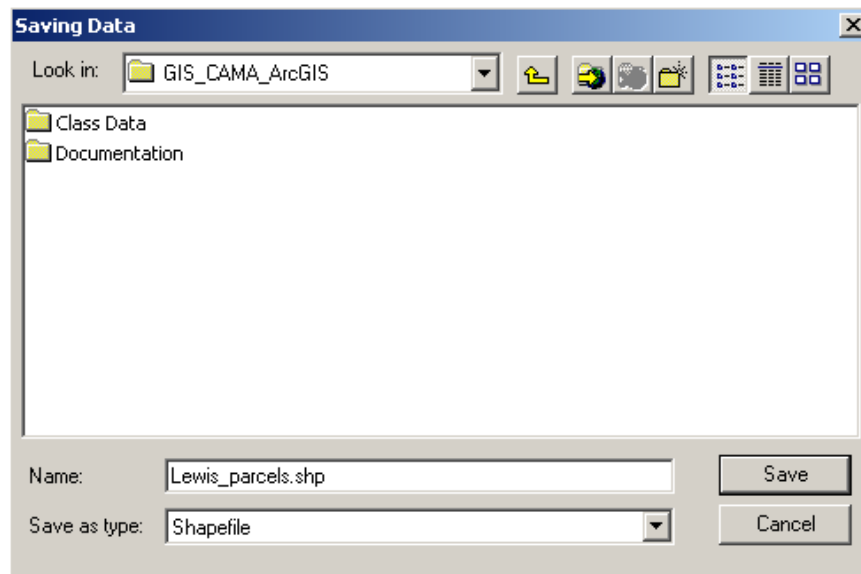 Saving Data
Look in: GIS_CAMA_ArcGIS
Class Data
Documentation
Name: Lewis_parcels.shp Save
Save as type: Shapefile Cancel